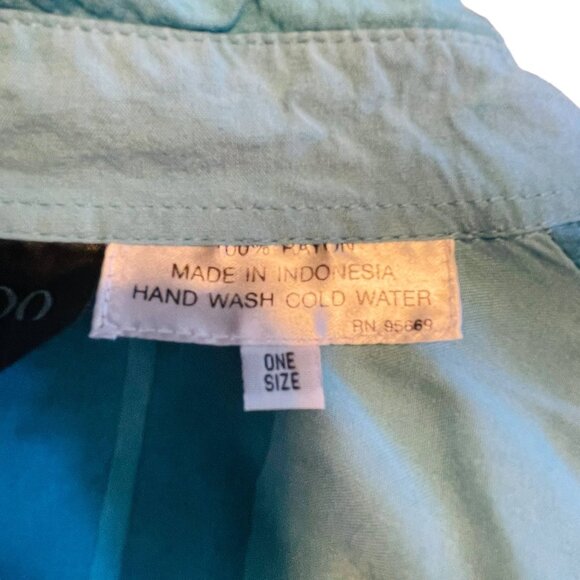 100% RAYON
MADE IN INDONESIA
HAND WASH COLD WATER
RN 95669
ONE
SIZE